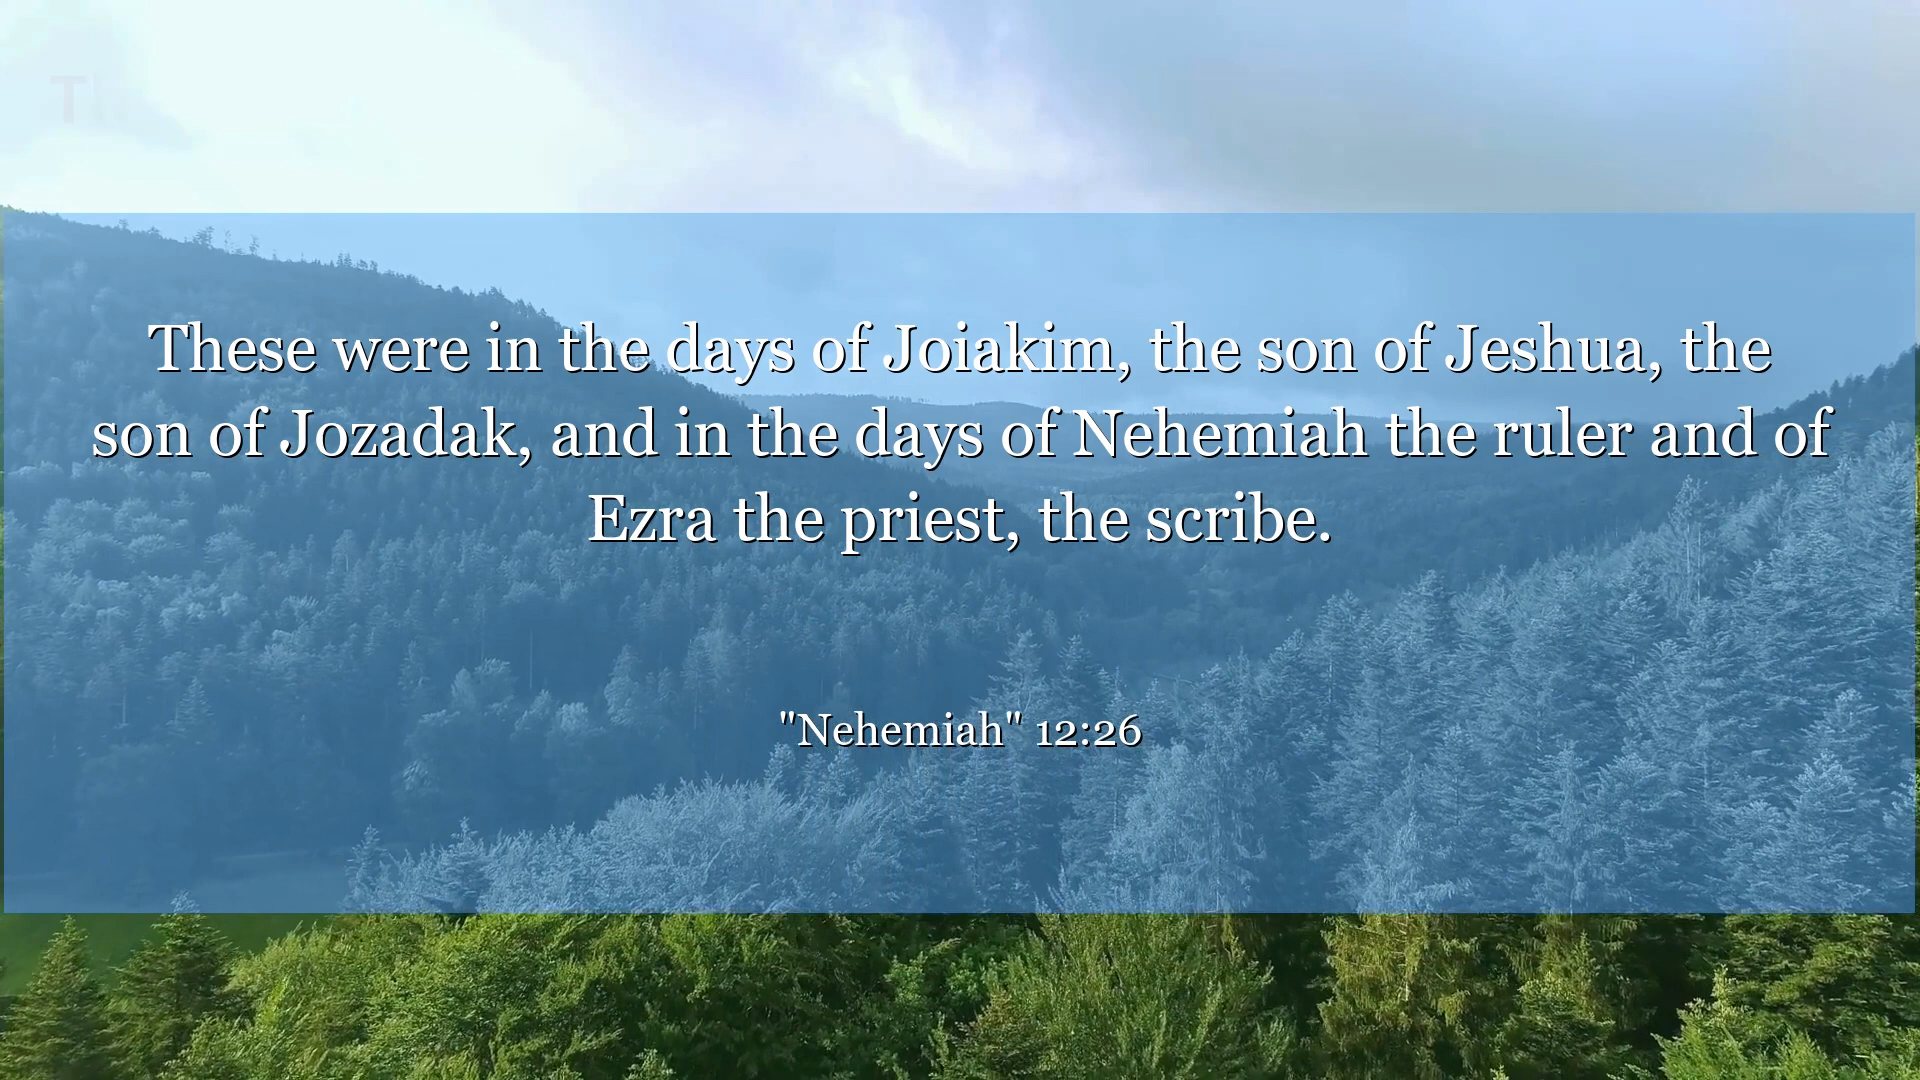 These were in the days of Joiakim, the son of Jeshua, the
son of Jozadak, and in the days of Nehemiah the ruler and of
Ezra the priest, the scribe.
"Nehemiah" 12:26